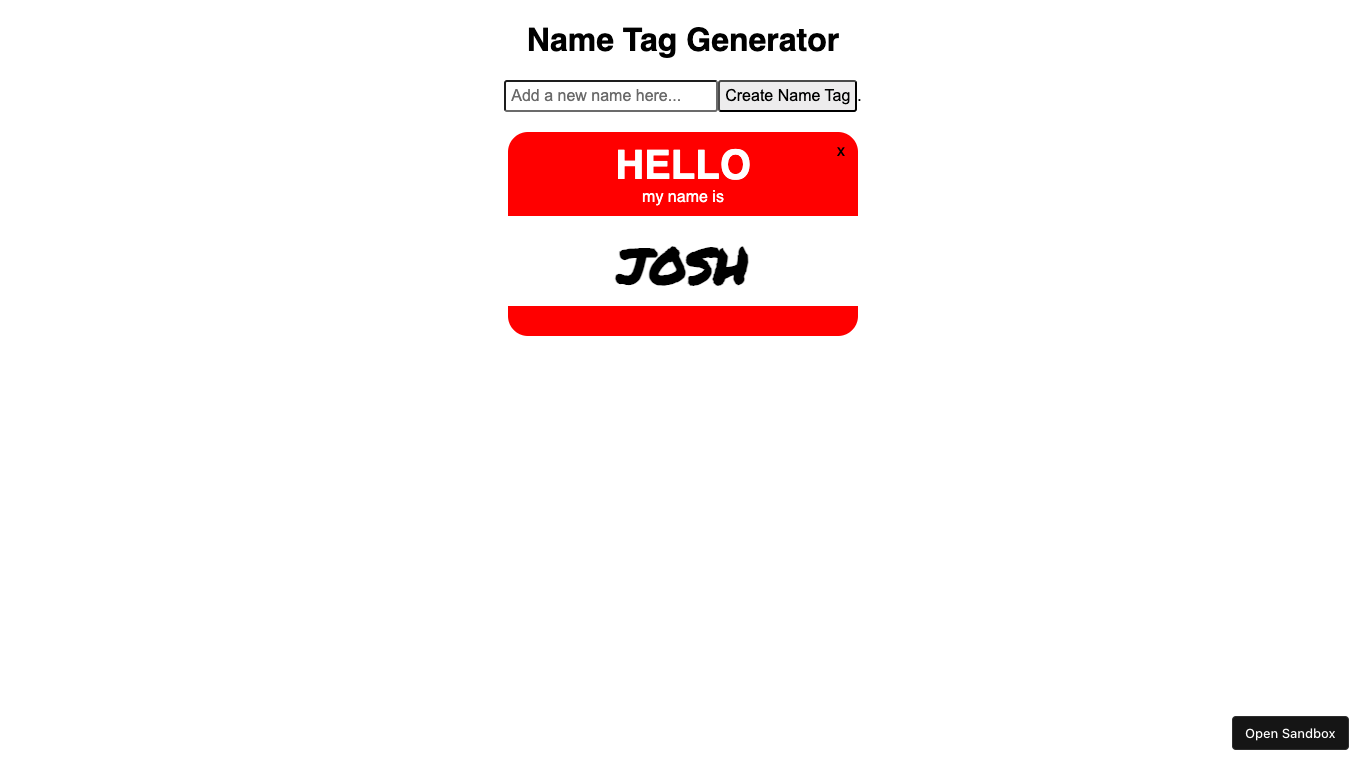 Name Tag Generator
Add a new name here... Create Name Tag .
HELLO x
my name is
JOSH
Open Sandbox